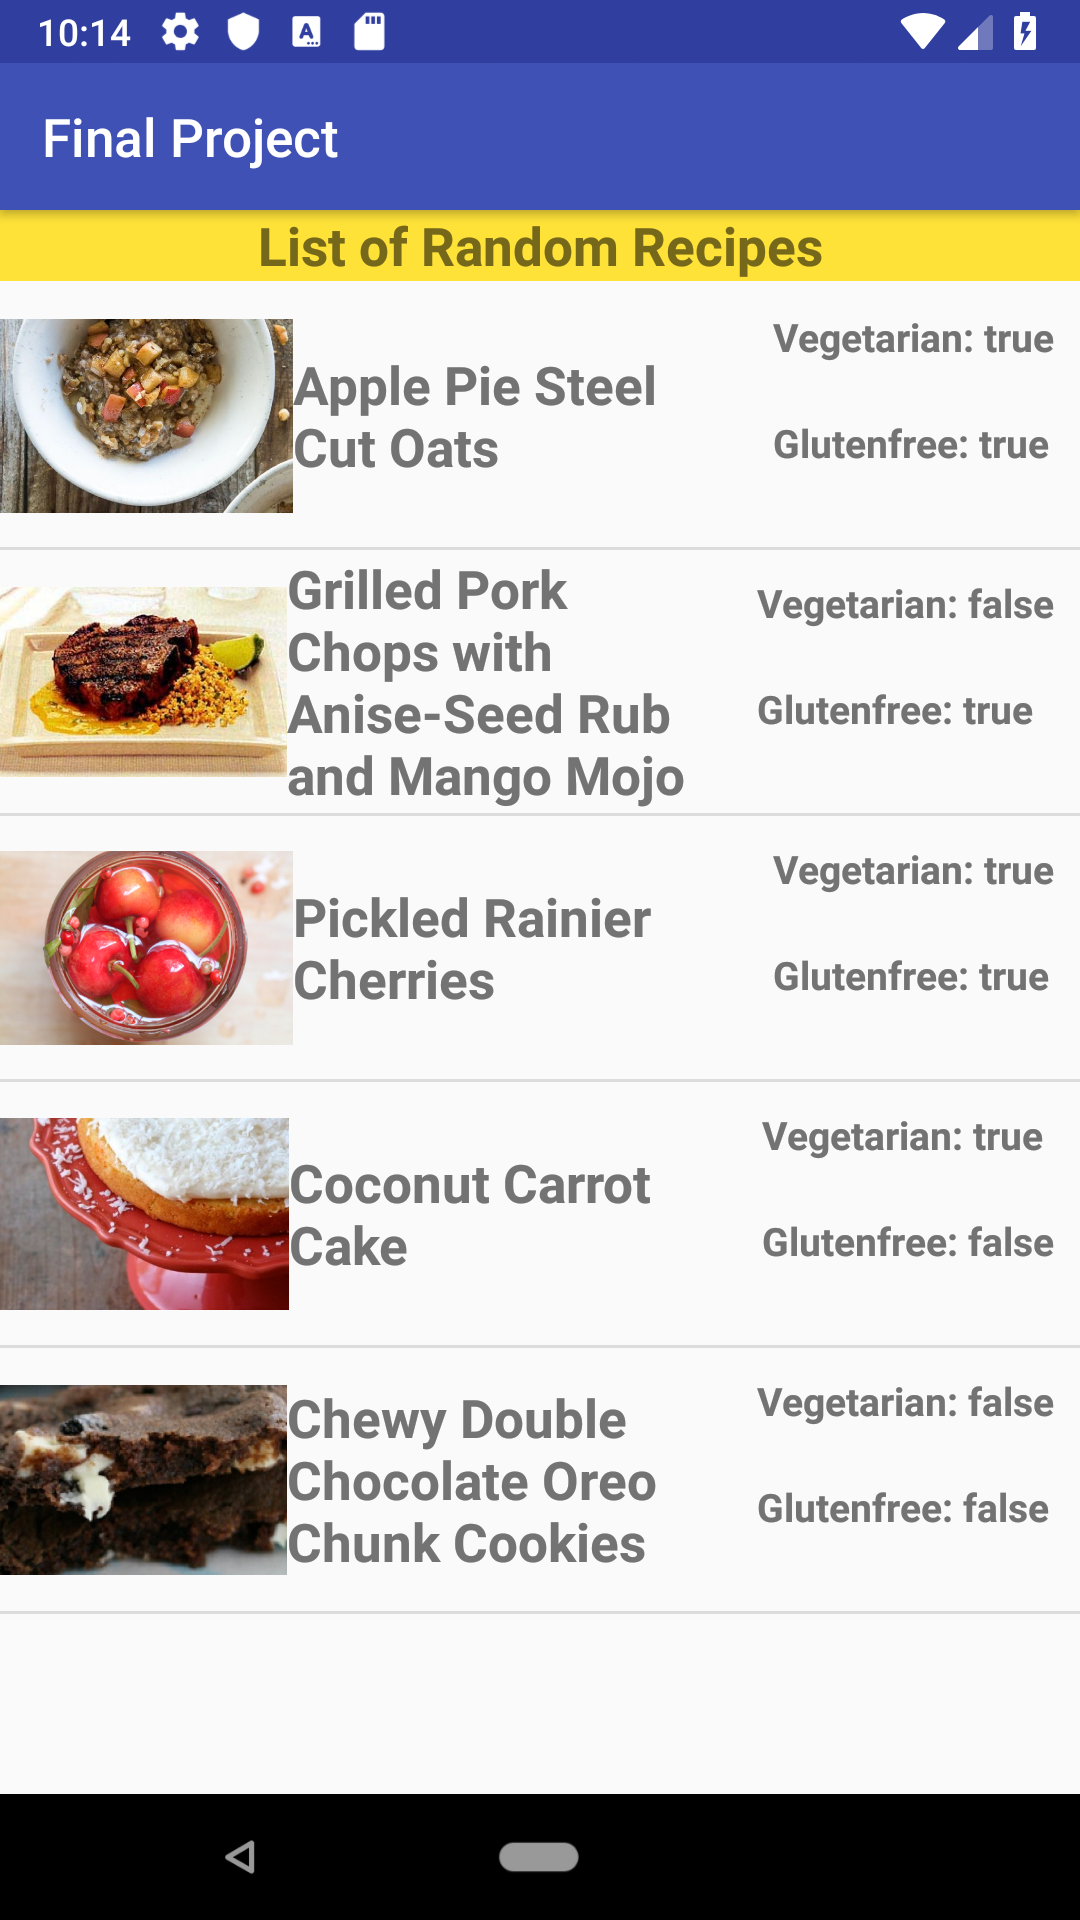 10:14
Final Project
List of Random Recipes
Apple Pie Steel
Cut Oats
Vegetarian: true
Glutenfree: true
Grilled Pork
Chops with
Anise-Seed Rub
and Mango Mojo
Vegetarian: false
Glutenfree: true
Pickled Rainier
Cherries
Vegetarian: true
Glutenfree: true
Coconut Carrot
Cake
Vegetarian: true
Glutenfree: false
Chewy Double
Chocolate Oreo
Chunk Cookies
Vegetarian: false
Glutenfree: false